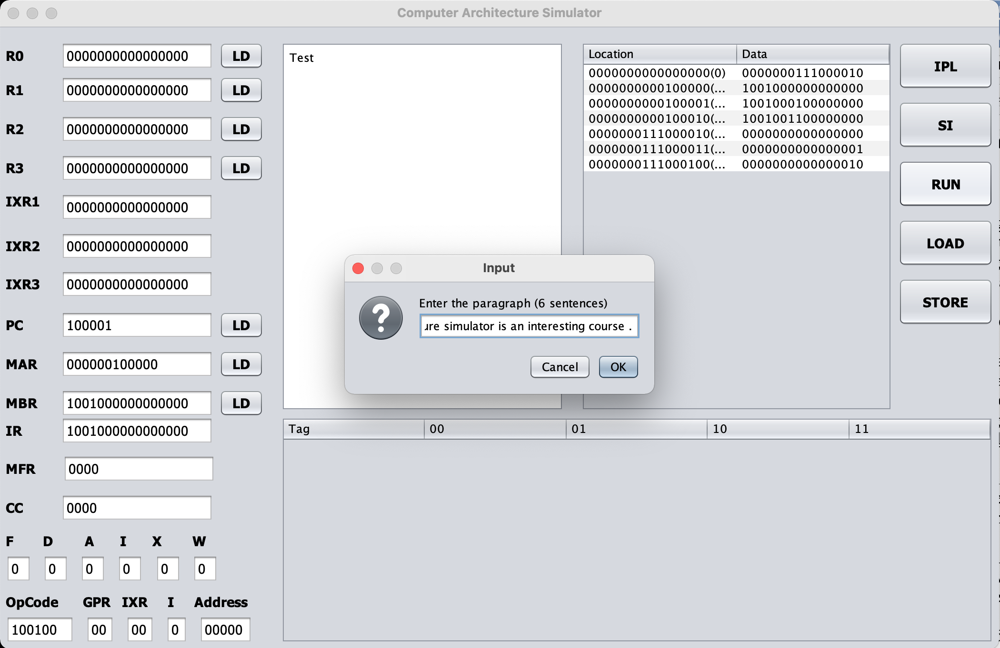 Computer Architecture Simulator
R0 0000000000000000 LD
R1 0000000000000000 LD
R2 0000000000000000 LD
R3 0000000000000000 LD
IXR1 0000000000000000
IXR2 0000000000000000
IXR3 0000000000000000
PC 100001 LD
MAR 000000100000 LD
MBR 1001000000000000 LD
IR 1001000000000000
MFR 0000
CC 0000
F D A I X W
0 0 0 0 0 0
OpCode GPR IXR I Address
100100 00 00 0 00000
Test
Location Data
0000000000000000(0) 0000000111000010
0000000000100000(... 1001000000000000
0000000000100001(... 1001000100000000
0000000000100010(... 1001001100000000
0000000111000010(... 0000000000000000
0000000111000011(... 0000000000000001
0000000111000100(... 0000000000000010
IPL
SI
RUN
LOAD
STORE
Input
Enter the paragraph (6 sentences)
ure simulator is an interesting course .
Cancel OK
Tag 00 01 10 11